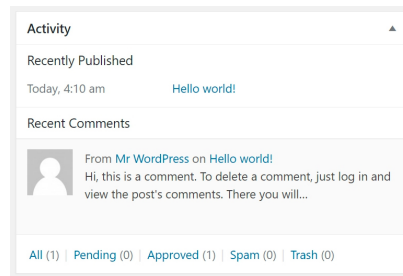 Activity
Recently Published
Today, 4:10 am Hello world!
Recent Comments
From Mr WordPress on Hello world!
Hi, this is a comment. To delete a comment, just log in and
view the post's comments. There you will...
All (1) | Pending (0) | Approved (1) | Spam (0) | Trash (0)